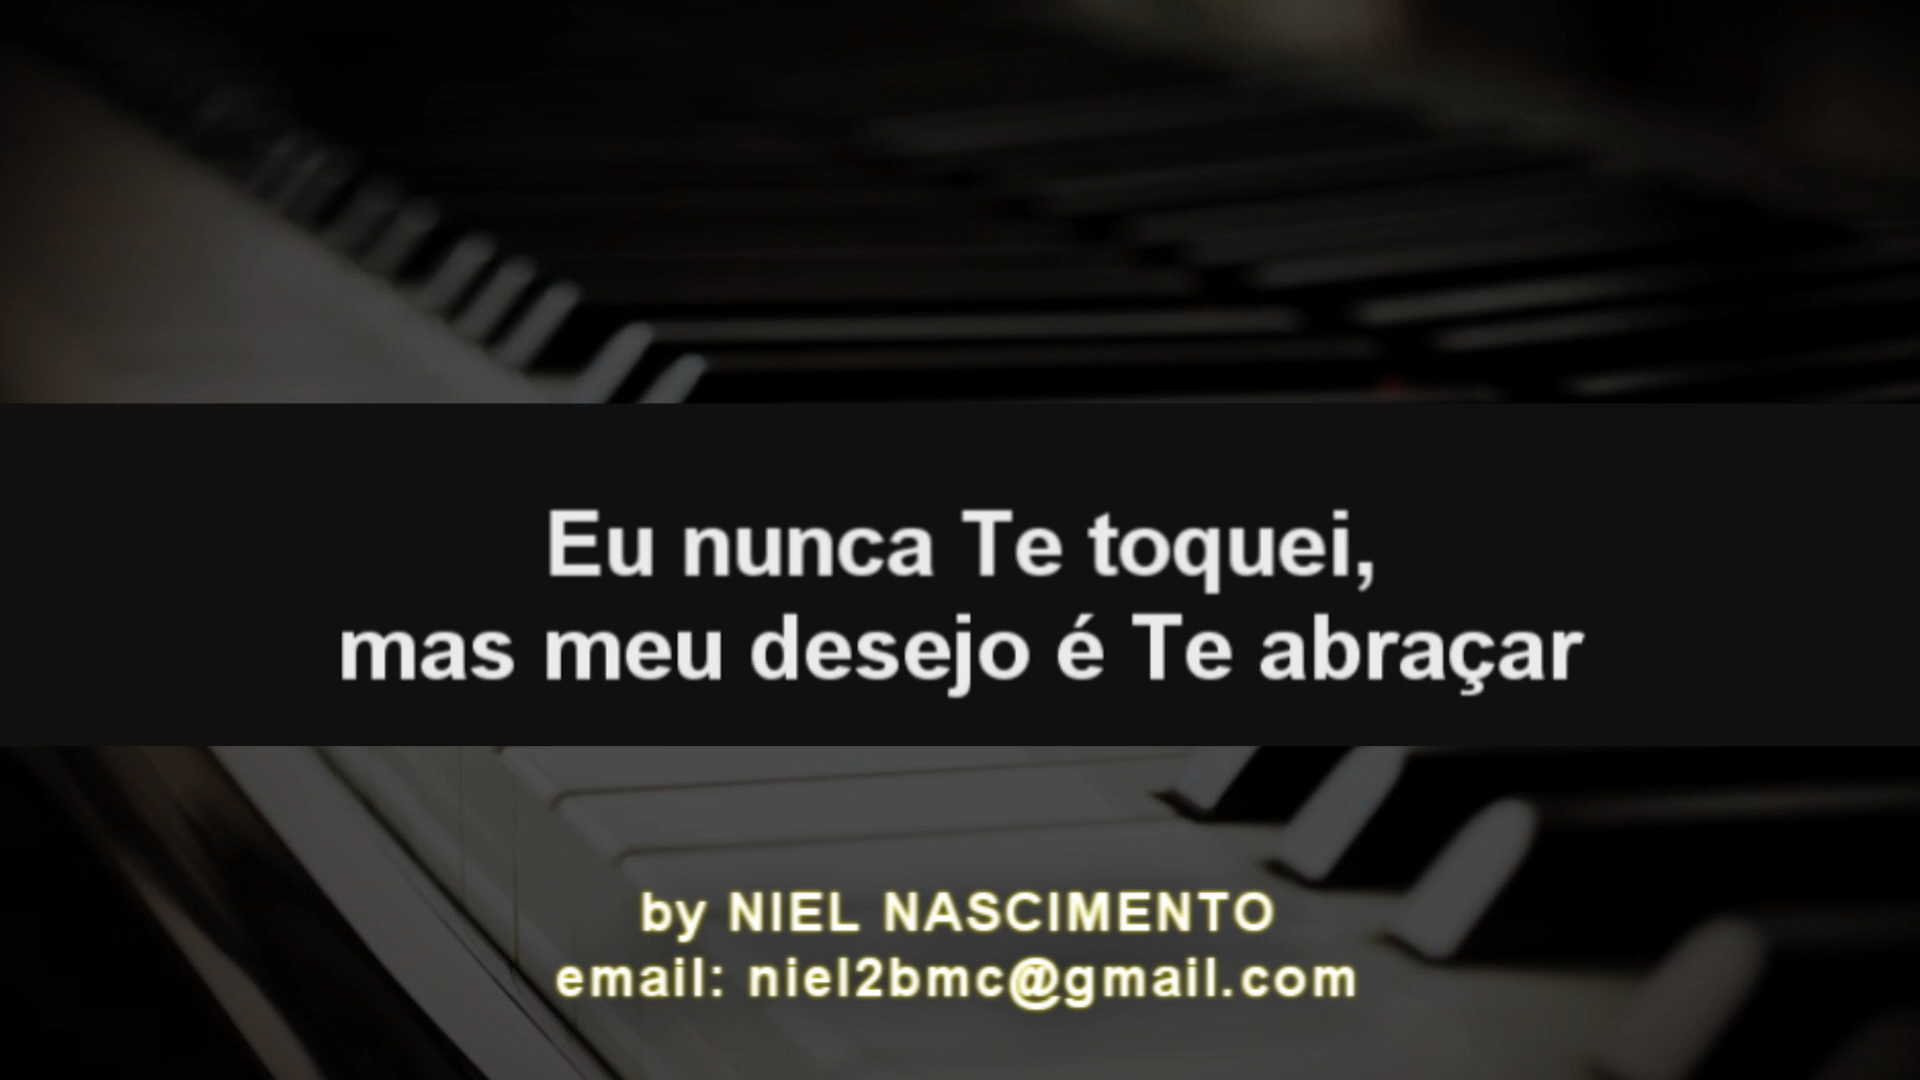 Eu nunca Te toquei,
mas meu desejo é Te abraçar
by NIEL NASCIMENTO
email: niel2bmc@gmail.com